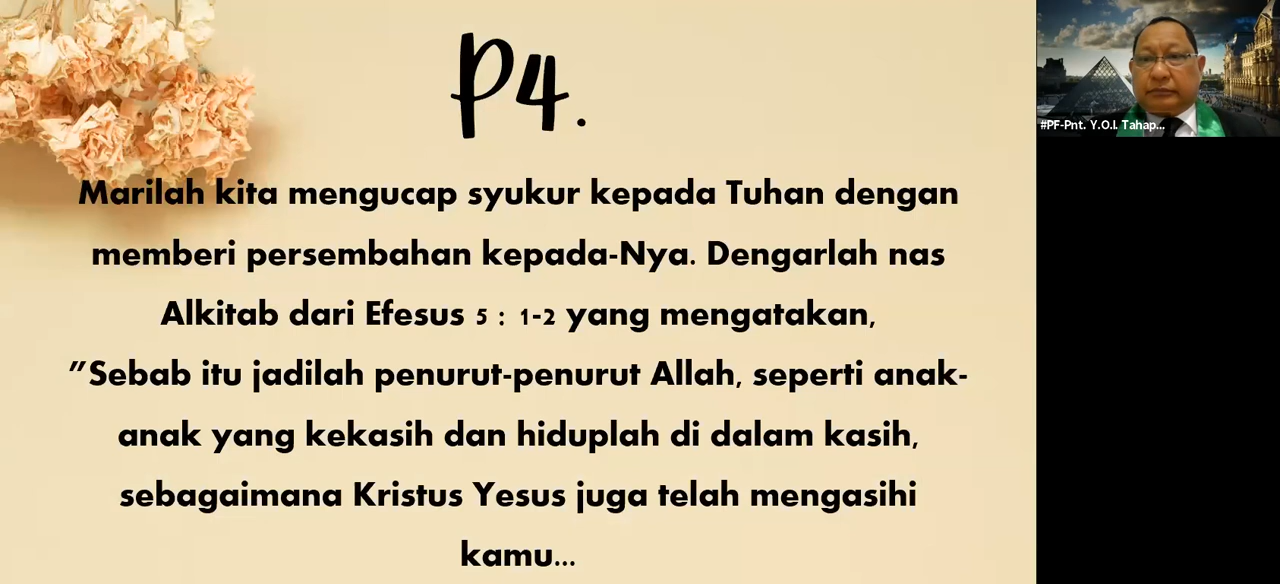 P4.
Marilah kita mengucap syukur kepada Tuhan dengan
memberi persembahan kepada-Nya. Dengarlah nas
Alkitab dari Efesus 5 : 1-2 yang mengatakan,
"Sebab itu jadilah penurut-penurut Allah, seperti anak-
anak yang kekasih dan hiduplah di dalam kasih,
sebagaimana Kristus Yesus juga telah mengasihi
kamu...
#PF-Pnt. Y.O.I. Tahap...